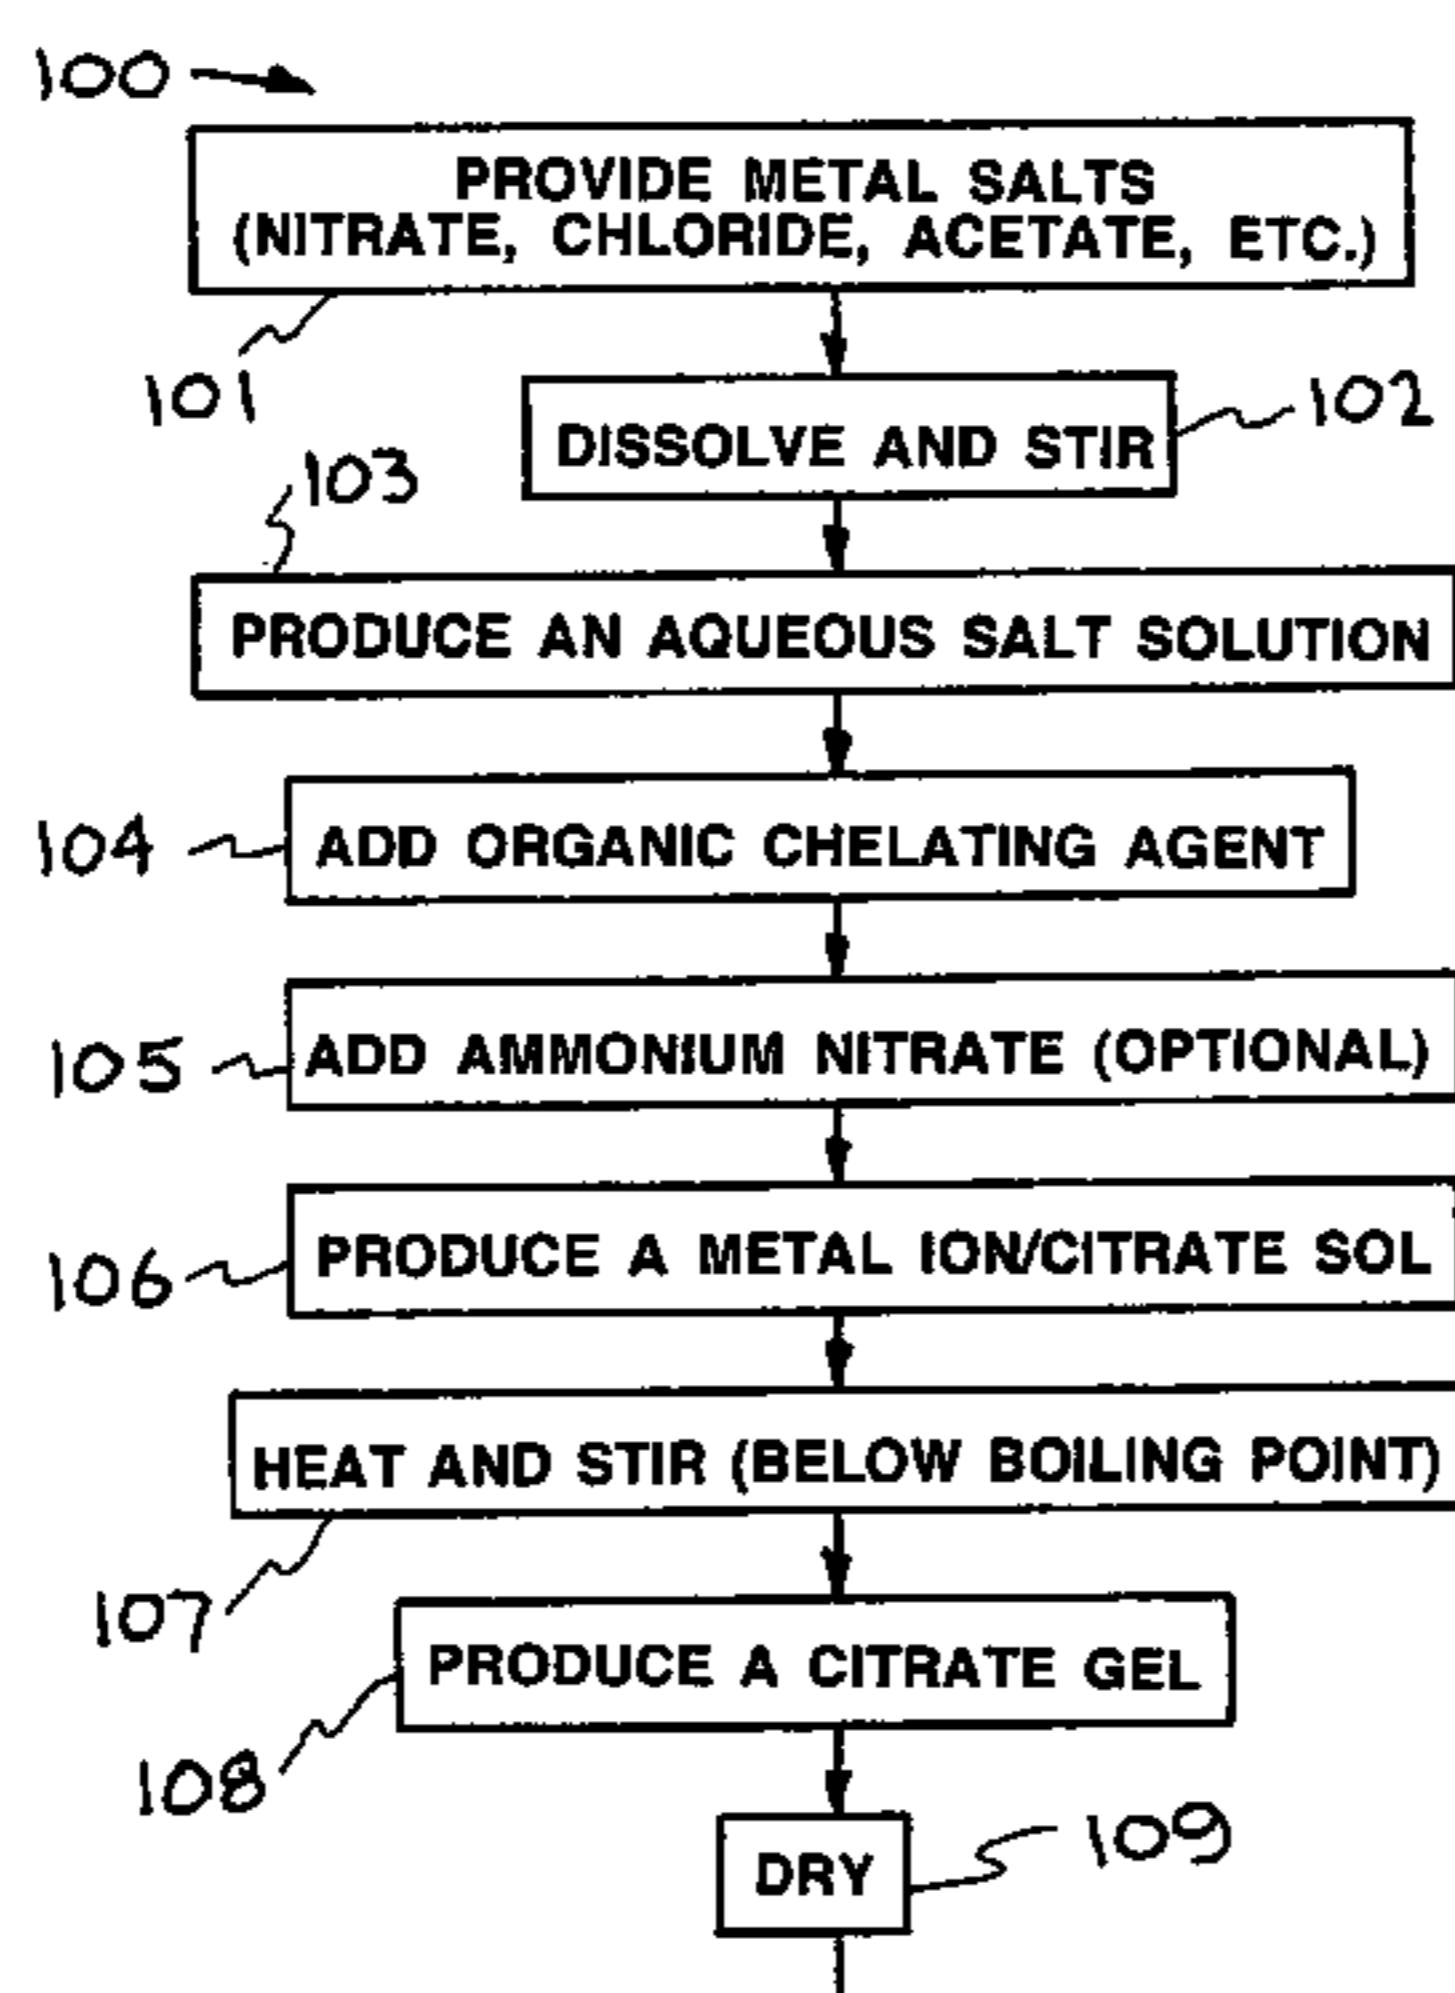 100
PROVIDE METAL SALTS
(NITRATE, CHLORIDE, ACETATE, ETC.)
101
DISSOLVE AND STIR
102
103
PRODUCE AN AQUEOUS SALT SOLUTION
104
ADD ORGANIC CHELATING AGENT
105
ADD AMMONIUM NITRATE (OPTIONAL)
106
PRODUCE A METAL ION/CITRATE SOL
HEAT AND STIR (BELOW BOILING POINT)
107
PRODUCE A CITRATE GEL
108
DRY
109